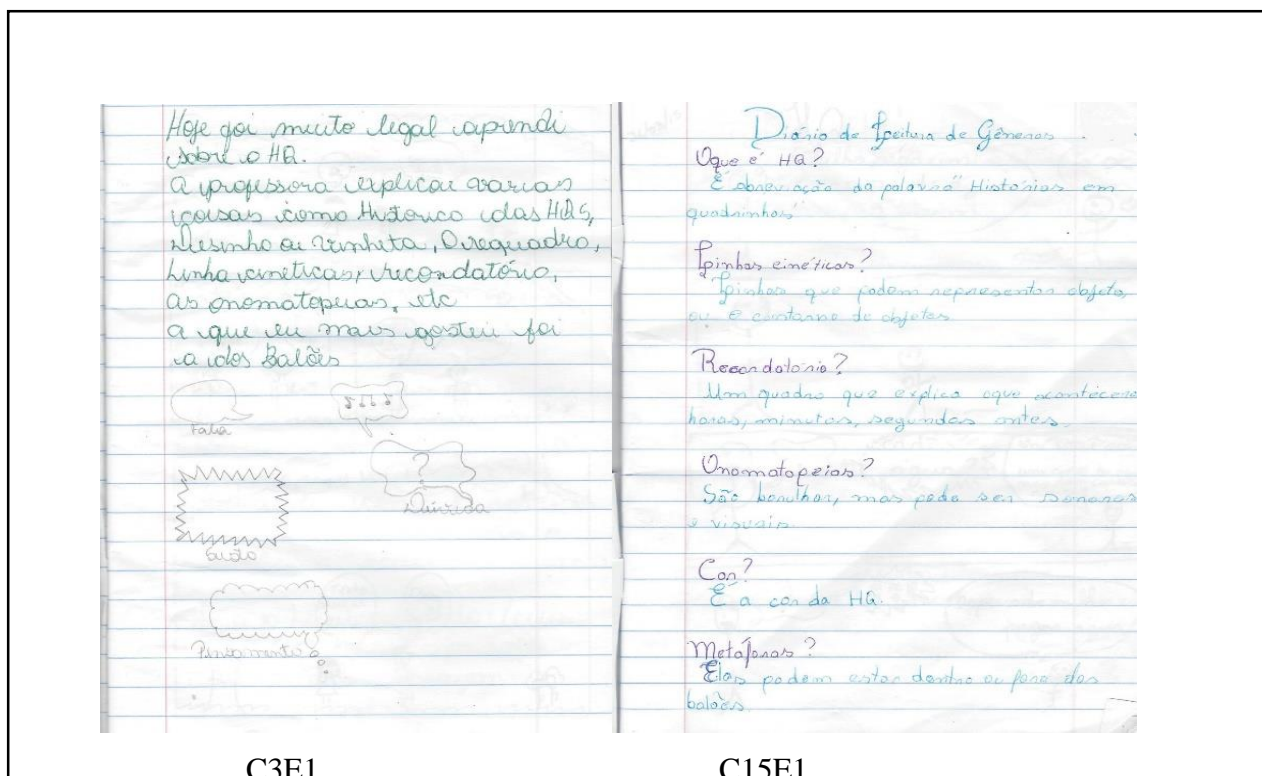 Hoje foi muito legal aprendi
sobre o HQ.
A professora explicou varias
coisas como Historico das HQs,
Desinho ou vinheta, O requadro,
Linha cineticas, recordatório,
as onomatopeias, etc
a que eu mais gostei foi
a dos Balões
Fala
?
Dúvida
Susto
Pensamento
Diário de Leitura de Gêneros
Oque é HQ?
É abreviação da palavra "Histórias em
quadrinhos"
Linhas cinéticas?
Linhas que podem representar objeto,
ou e contorno de objetos.
Recordatório?
Um quadro que explica oque aconteceu
horas, minutos, segundos antes.
Onomatopeias?
São barulhos, mas pode ser sonoras
e visuais.
Cor?
É a cor da HQ.
Metáforas?
Elas podem estar dentro ou fora dos
balões.
C3E1
C15E1